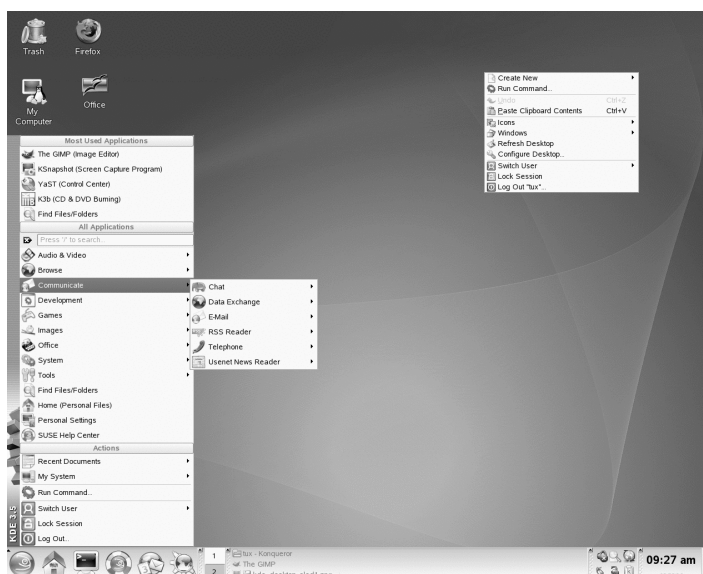 Trash
Firefox
My
Computer
Office
Most Used Applications
The GIMP (Image Editor)
KSnapshot (Screen Capture Program)
YaST (Control Center)
K3b (CD & DVD Burning)
Find Files/Folders
All Applications
Press '/' to search...
Audio & Video
Browse
Communicate
Development
Games
Images
Office
System
Tools
Find Files/Folders
Home (Personal Files)
Personal Settings
SUSE Help Center
Actions
Recent Documents
My System
Run Command...
Switch User
Lock Session
Log Out...
KDE 3.5
Chat
Data Exchange
E-Mail
RSS Reader
Telephone
Usenet News Reader
Create New
Run Command...
Undo Ctrl+Z
Paste Clipboard Contents Ctrl+V
Icons
Windows
Refresh Desktop
Configure Desktop...
Switch User
Lock Session
Log Out "tux"...
1
2
tux - Konqueror
The GIMP
09:27 am